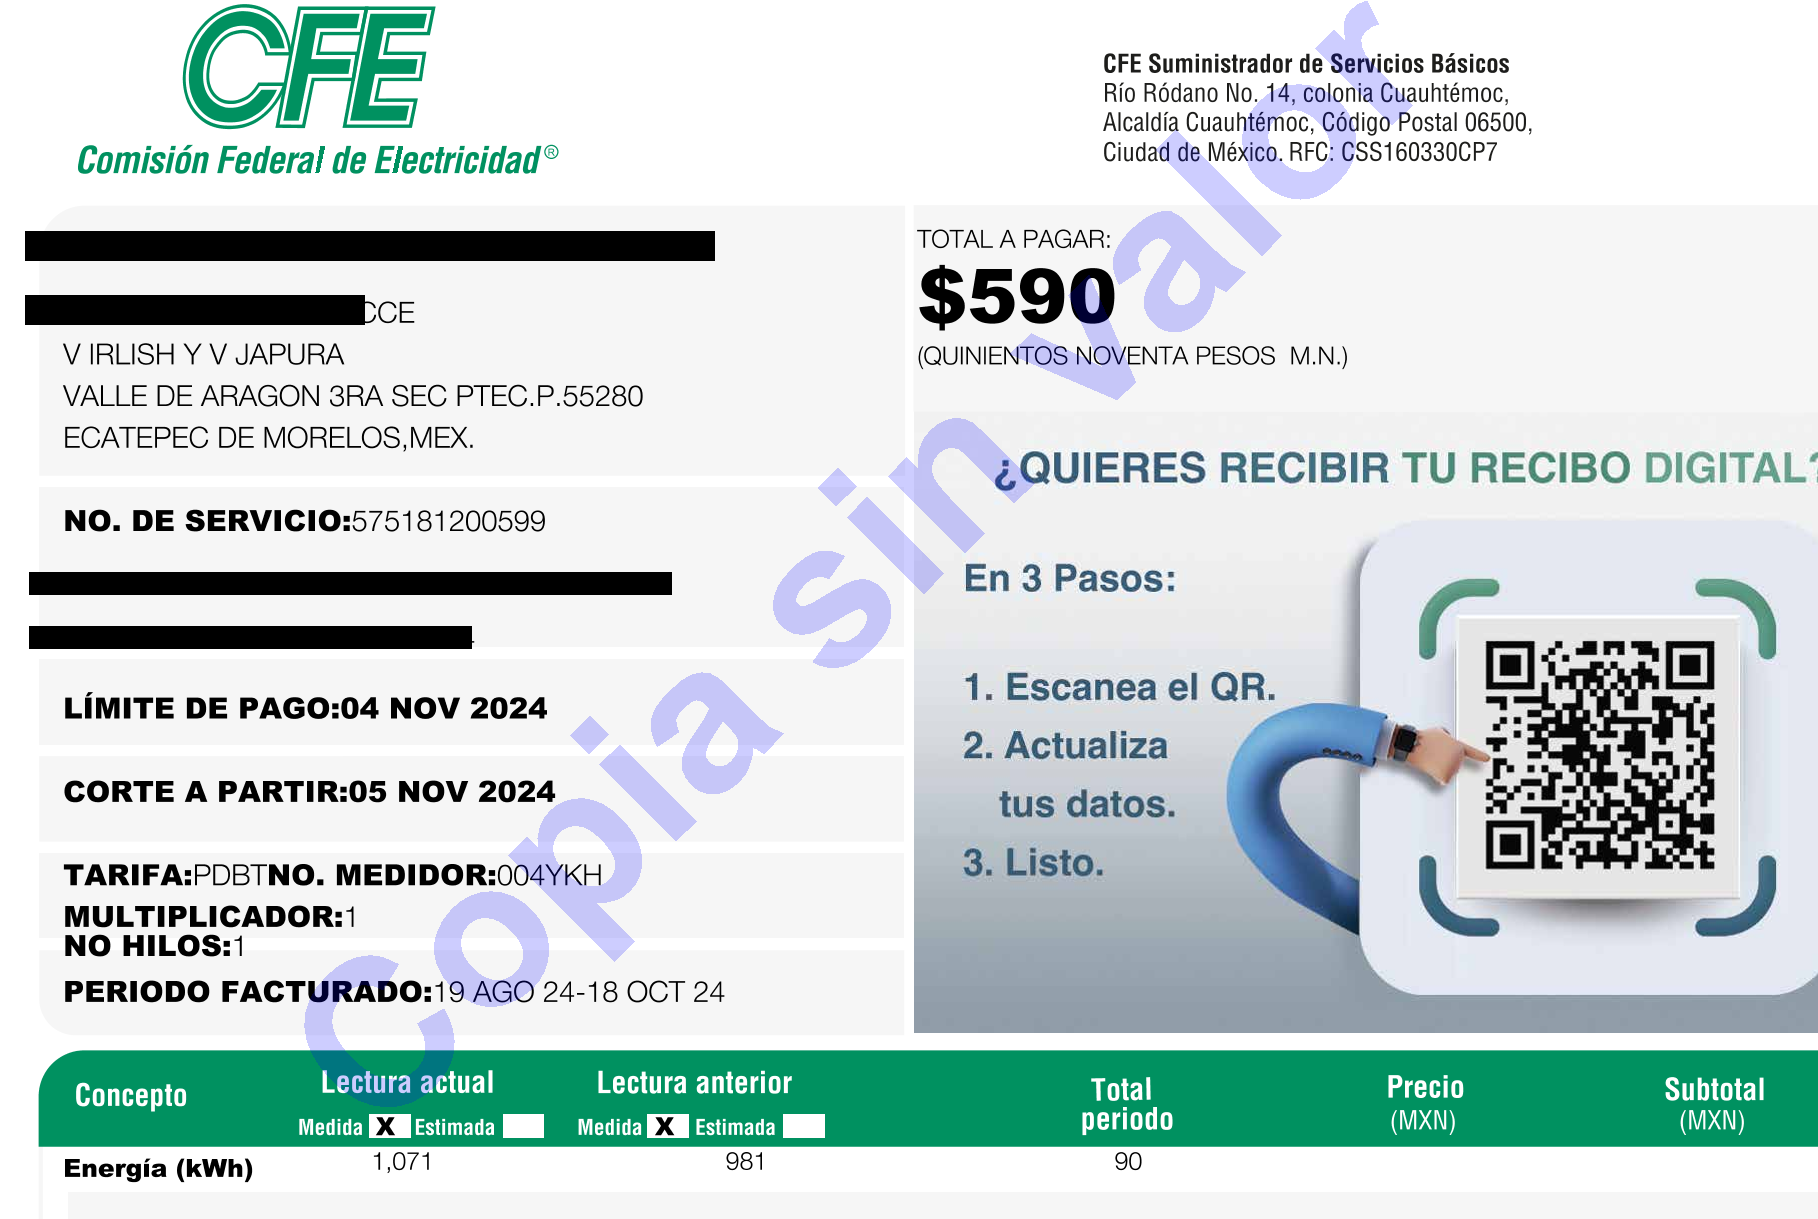 CFE
Comisión Federal de Electricidad®
CFE Suministrador de Servicios Básicos
Río Ródano No. 14, colonia Cuauhtémoc,
Alcaldía Cuauhtémoc, Código Postal 06500,
Ciudad de México. RFC: CSS160330CP7
CCE
V IRLISH Y V JAPURA
VALLE DE ARAGON 3RA SEC PTEC.P.55280
ECATEPEC DE MORELOS,MEX.
NO. DE SERVICIO:575181200599
LÍMITE DE PAGO:04 NOV 2024
CORTE A PARTIR:05 NOV 2024
TARIFA:PDBTNO. MEDIDOR:004YKH
MULTIPLICADOR:1
NO HILOS:1
PERIODO FACTURADO:19 AGO 24-18 OCT 24
TOTAL A PAGAR:
$590
(QUINIENTOS NOVENTA PESOS M.N.)
¿QUIERES RECIBIR TU RECIBO DIGITAL?
En 3 Pasos:
1. Escanea el QR.
2. Actualiza
tus datos.
3. Listo.
Copia sin valor
Concepto Lectura actual Lectura anterior Total periodo Precio (MXN) Subtotal (MXN)
Medida X Estimada Medida X Estimada
Energía (kWh) 1,071 981 90